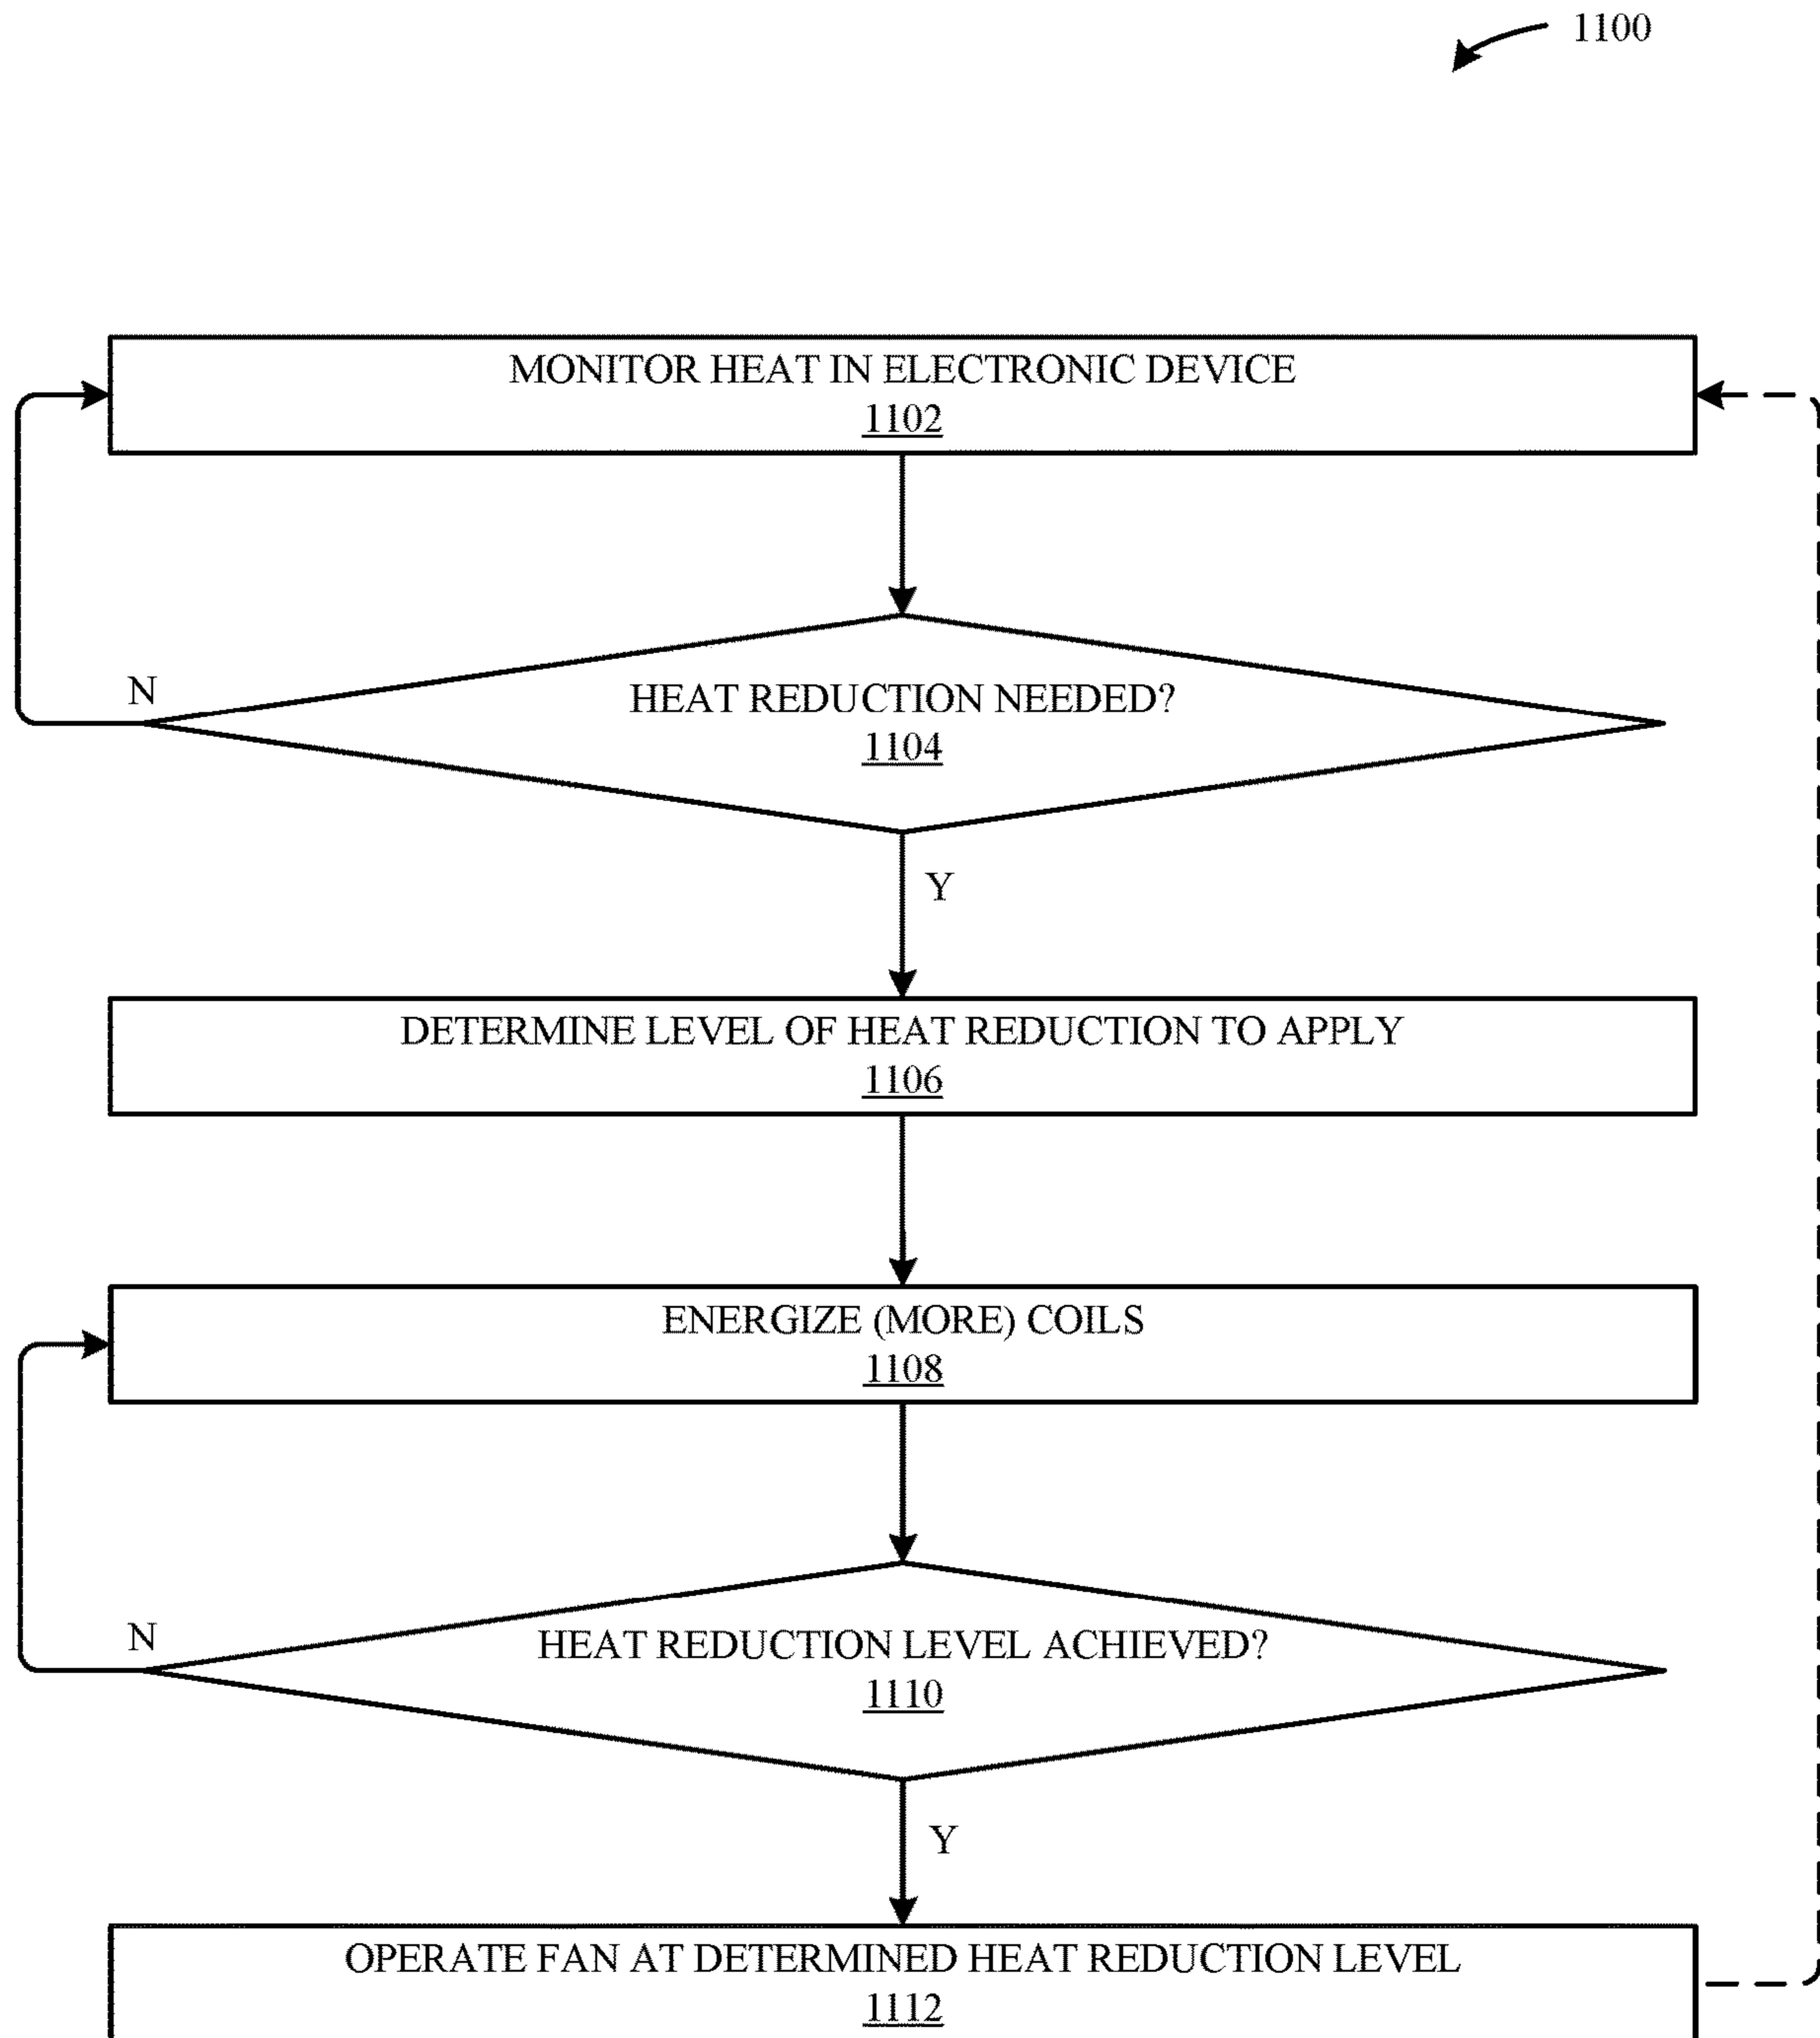 1100
MONITOR HEAT IN ELECTRONIC DEVICE
1102
N
HEAT REDUCTION NEEDED?
1104
Y
DETERMINE LEVEL OF HEAT REDUCTION TO APPLY
1106
ENERGIZE (MORE) COILS
1108
N
HEAT REDUCTION LEVEL ACHIEVED?
1110
Y
OPERATE FAN AT DETERMINED HEAT REDUCTION LEVEL
1112